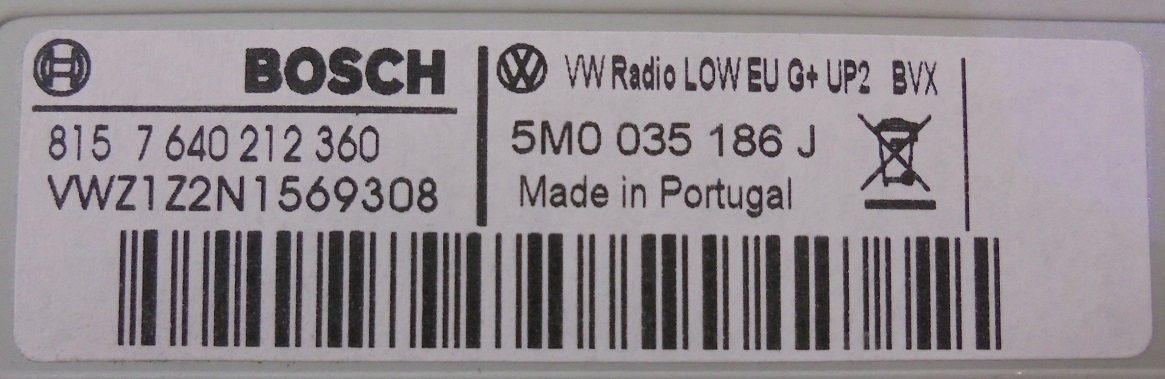 BOSCH
815 7 640 212 360
VWZ1Z2N1569308
VW Radio LOW EU G+ UP2 BVX
5M0 035 186 J
Made in Portugal